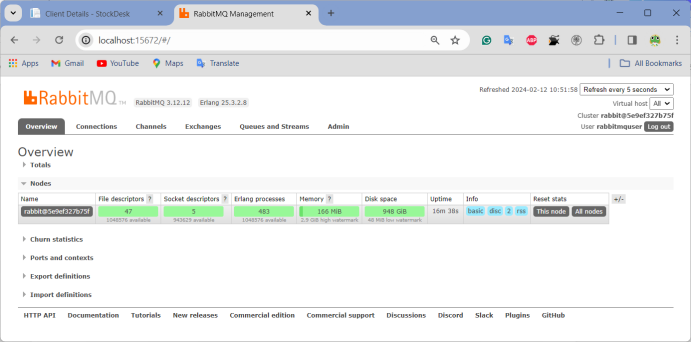 Client Details - StockDesk
RabbitMQ Management
localhost:15672/#/
Apps Gmail YouTube Maps Translate All Bookmarks
Refreshed 2024-02-12 10:51:58 Refresh every 5 seconds
RabbitMQ TM RabbitMQ 3.12.12 Erlang 25.3.2.8
Virtual host All
Cluster rabbit@5e9ef327b75f
User rabbitmquser Log out
Overview Connections Channels Exchanges Queues and Streams Admin
Overview
Totals
Nodes
Name File descriptors ? Socket descriptors ? Erlang processes Memory ? Disk space Uptime Info Reset stats +/-
rabbit@5e9ef327b75f 47 5 483 166 MiB 948 GiB 16m 38s basic disc 2 rss This node All nodes
1048576 available 943629 available 1048576 available 2.9 GiB high watermark 48 MiB low watermark
Churn statistics
Ports and contexts
Export definitions
Import definitions
HTTP API Documentation Tutorials New releases Commercial edition Commercial support Discussions Discord Slack Plugins GitHub